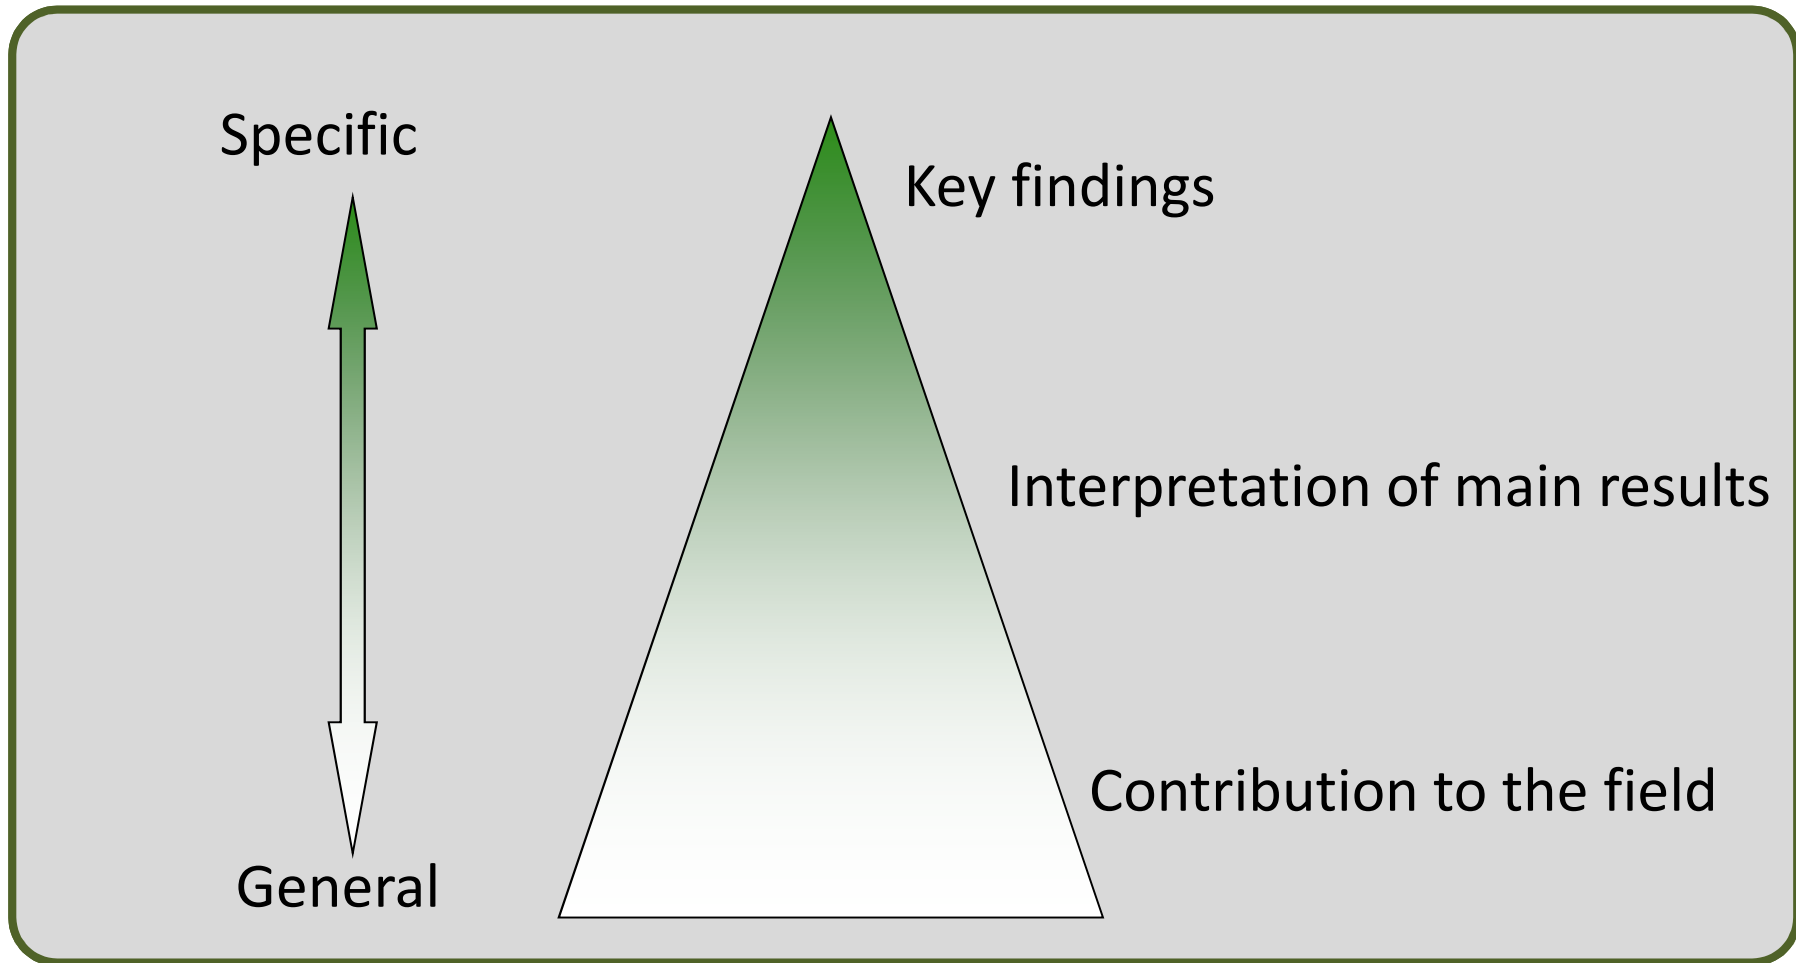 Specific
Key findings
Interpretation of main results
Contribution to the field
General